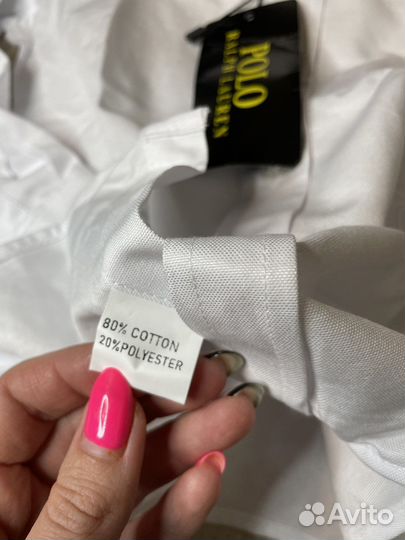 POLO
RALPH LAUREN
80% COTTON
20%POLYESTER
Avito